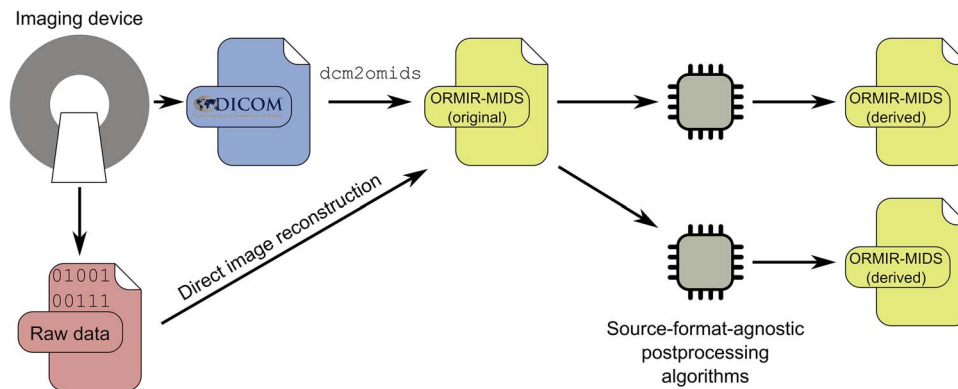 Imaging device
DICOM
dcm2omids
ORMIR-MIDS
(original)
ORMIR-MIDS
(derived)
Direct image reconstruction
01001
00111
Raw data
ORMIR-MIDS
(derived)
Source-format-agnostic
postprocessing
algorithms